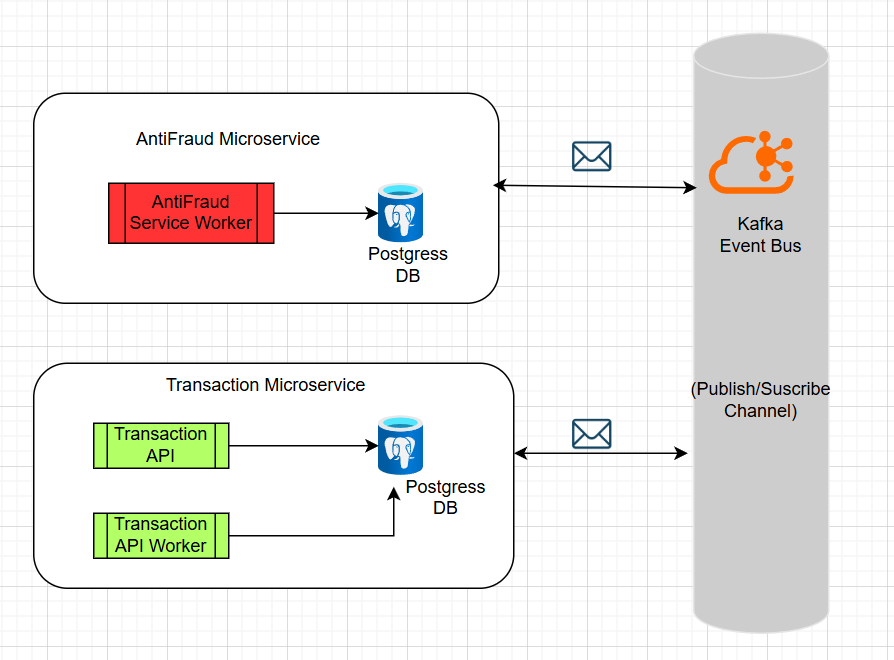 AntiFraud Microservice
AntiFraud
Service Worker
Postgress
DB
Kafka
Event Bus
Transaction Microservice
(Publish/Suscribe
Channel)
Transaction
API
Postgress
DB
Transaction
API Worker